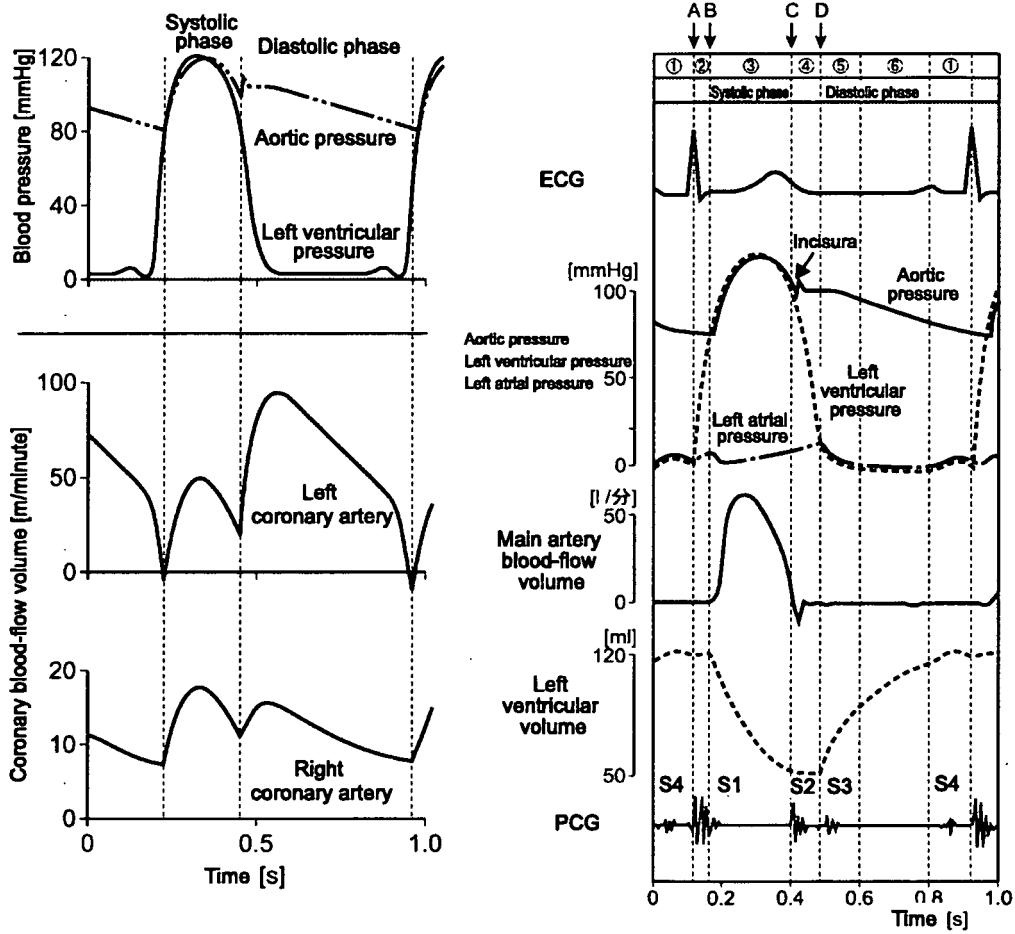 Systolic
phase
Diastolic phase
Blood pressure [mmHg]
120
80
40
0
Aortic pressure
Left ventricular
pressure
Coronary blood-flow volume [m/minute]
100
50
0
Left
coronary artery
20
10
0
Right
coronary artery
0
0.5
1.0
Time [s]
A
B
C
D
① ② ③ ④ ⑤ ⑥ ①
Systolic phase
Diastolic phase
ECG
Incisura
[mmHg]
100
50
0
Aortic
pressure
Aortic pressure
Left ventricular pressure
Left atrial pressure
Left
ventricular
pressure
Left atrial
pressure
[l /分]
50
0
Main artery
blood-flow
volume
[ml]
120
50
Left
ventricular
volume
S4 S1 S2 S3 S4
PCG
0 0.2 0.4 0.6 0.8 1.0
Time [s]